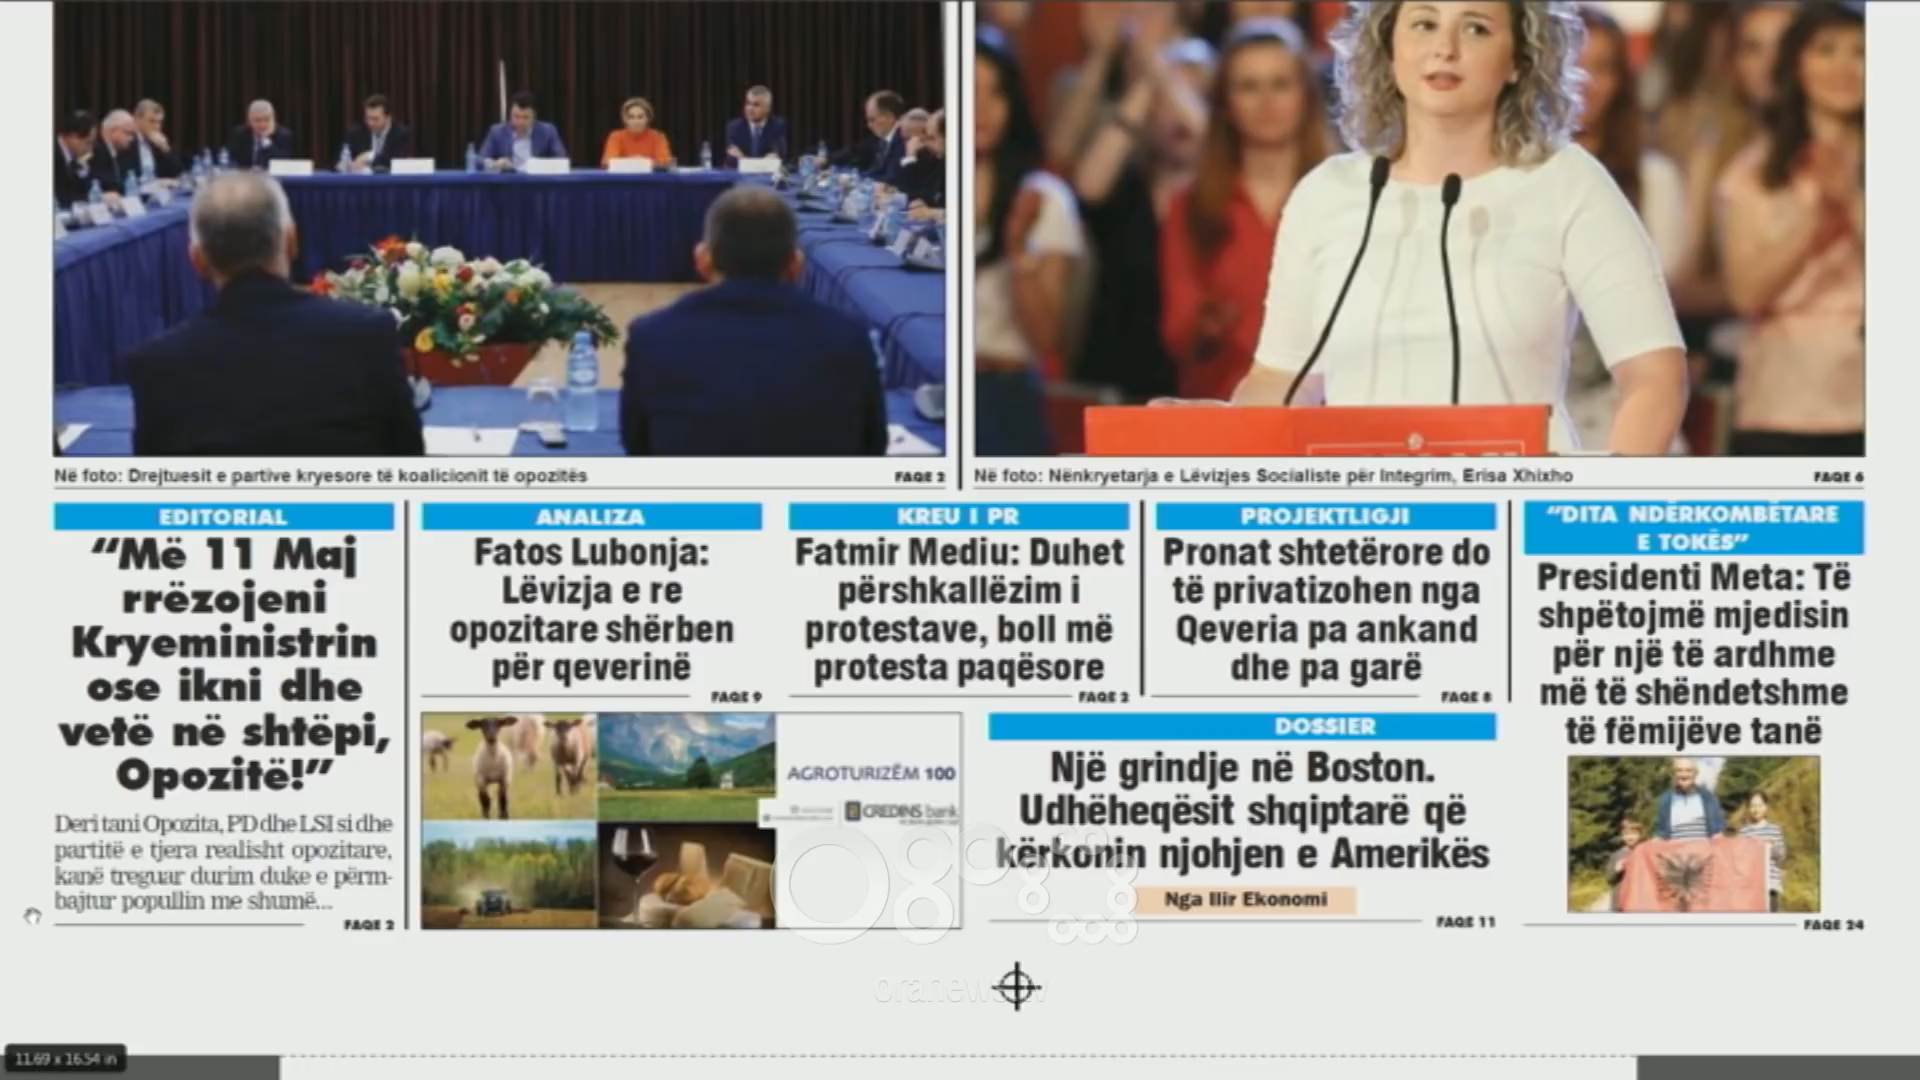 Në foto: Drejtuesit e partive kryesore të koalicionit të opozitës
FAQE 2
Në foto: Nënkryetarja e Lëvizjes Socialiste për Integrim, Erisa Xhixho
FAQE 6
EDITORIAL
“Më 11 Maj
rrëzojeni
Kryeministrin
ose ikni dhe
vetë në shtëpi,
Opozitë!”
Deri tani Opozita, PD dhe LSI si dhe
partitë e tjera realisht opozitare,
kanë treguar durim duke e përm-
bajtur popullin me shumë...
FAQE 2
ANALIZA
Fatos Lubonja:
Lëvizja e re
opozitare shërben
për qeverinë
FAQE 9
KREU I PR
Fatmir Mediu: Duhet
përshkallëzim i
protestave, boll më
protesta paqësore
FAQE 2
PROJEKTLIGJI
Pronat shtetërore do
të privatizohen nga
Qeveria pa ankand
dhe pa garë
FAQE 8
“DITA NDËRKOMBËTARE
E TOKËS”
Presidenti Meta: Të
shpëtojmë mjedisin
për një të ardhme
më të shëndetshme
të fëmijëve tanë
FAQE 24
AGROTURIZËM 100
CREDINS bank
DOSSIER
Një grindje në Boston.
Udhëheqësit shqiptarë që
kërkonin njohjen e Amerikës
Nga Ilir Ekonomi
FAQE 11
oranews.tv
11.69 x 16.54 in